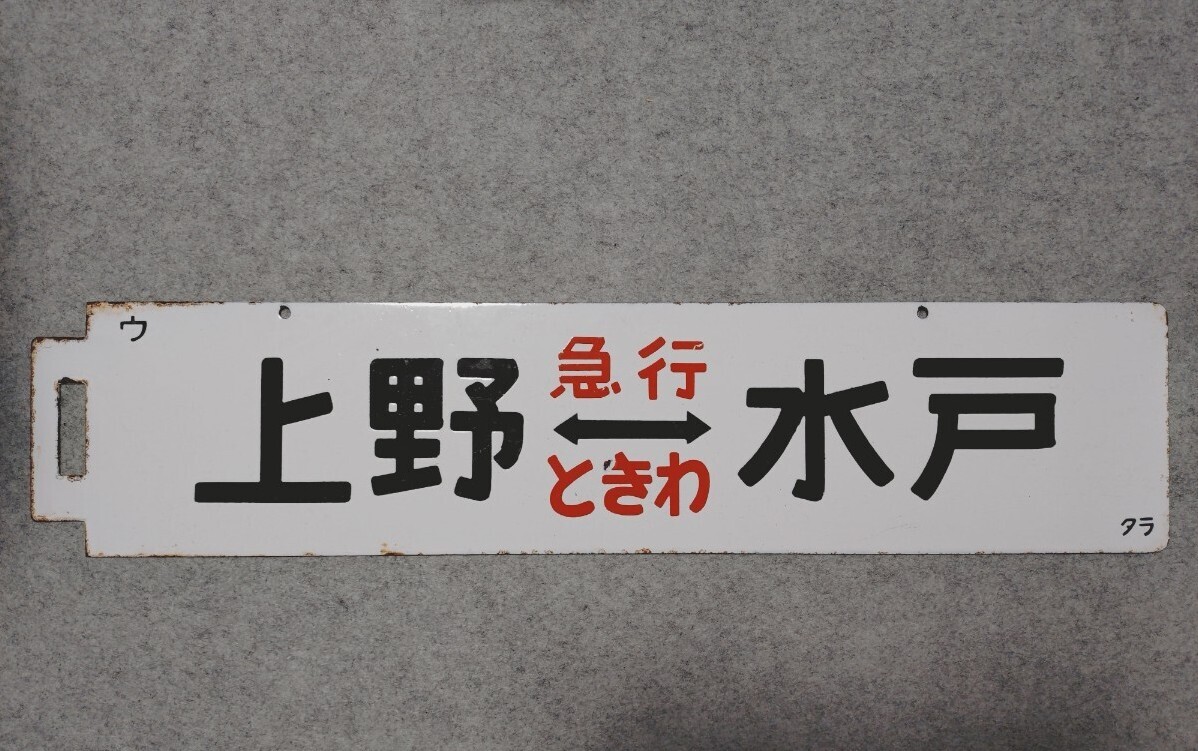 ウ
上野 急行 ↔ 水戸
ときわ
タラ